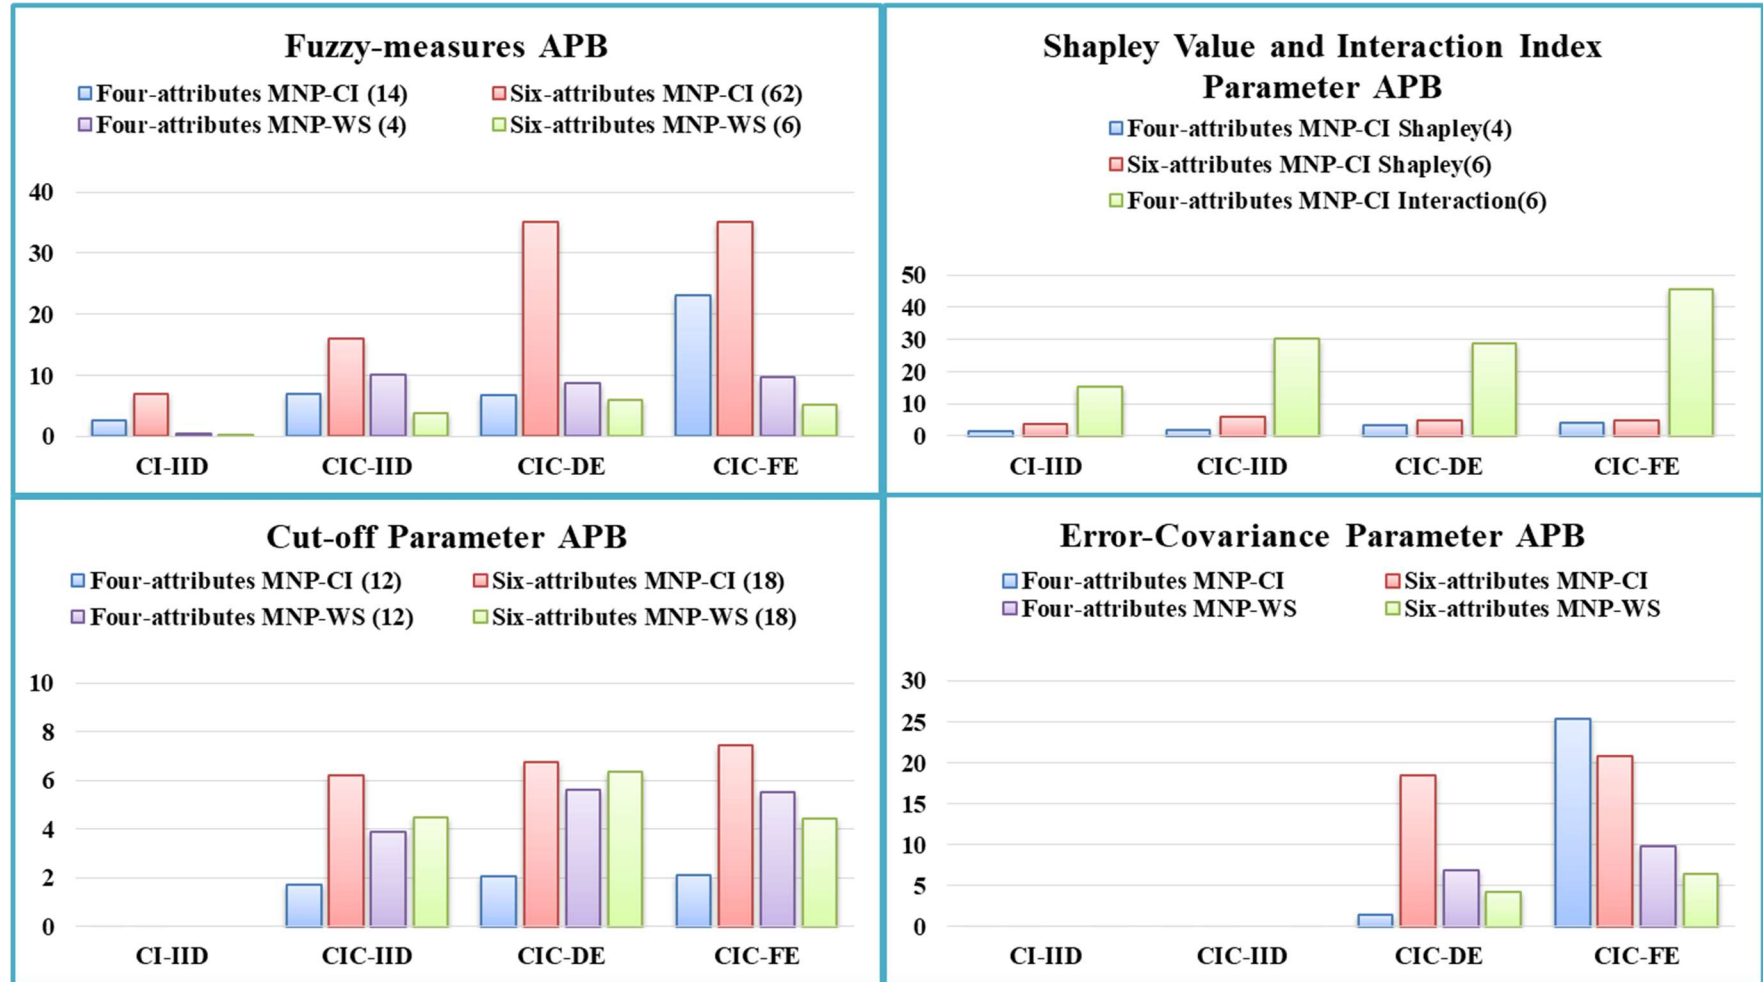 Fuzzy-measures APB
Four-attributes MNP-CI (14)
Six-attributes MNP-CI (62)
Four-attributes MNP-WS (4)
Six-attributes MNP-WS (6)
40
30
20
10
0
CI-IID
CIC-IID
CIC-DE
CIC-FE
Shapley Value and Interaction Index
Parameter APB
Four-attributes MNP-CI Shapley(4)
Six-attributes MNP-CI Shapley(6)
Four-attributes MNP-CI Interaction(6)
50
40
30
20
10
0
CI-IID
CIC-IID
CIC-DE
CIC-FE
Cut-off Parameter APB
Four-attributes MNP-CI (12)
Six-attributes MNP-CI (18)
Four-attributes MNP-WS (12)
Six-attributes MNP-WS (18)
10
8
6
4
2
0
CI-IID
CIC-IID
CIC-DE
CIC-FE
Error-Covariance Parameter APB
Four-attributes MNP-CI
Six-attributes MNP-CI
Four-attributes MNP-WS
Six-attributes MNP-WS
30
25
20
15
10
5
0
CI-IID
CIC-IID
CIC-DE
CIC-FE